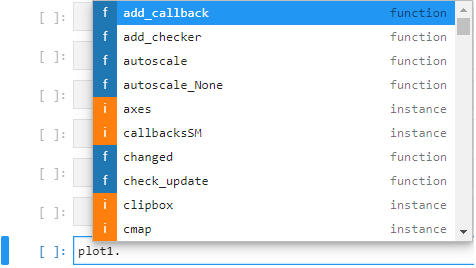 [ ]: f add_callback function
f add_checker function
[ ]: f autoscale function
f autoscale_None function
[ ]: i axes instance
[ ]: i callbacksSM instance
f changed function
[ ]: f check_update function
[ ]: i clipbox instance
i cmap instance
[ ]: plot1.